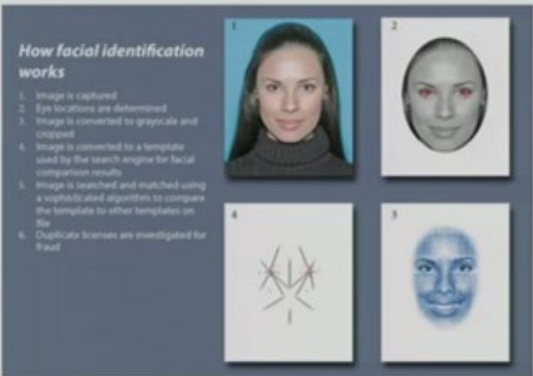 How facial identification
works
1. Image is captured
2. Eye locations are determined
3. Image is converted to grayscale and
cropped
4. Image is converted to a template
used by the search engine for facial
comparison results
5. Image is searched and matched using
a sophisticated algorithm to compare
the template to other templates on
file
6. Duplicate licenses are investigated for
fraud
1
2
4
3